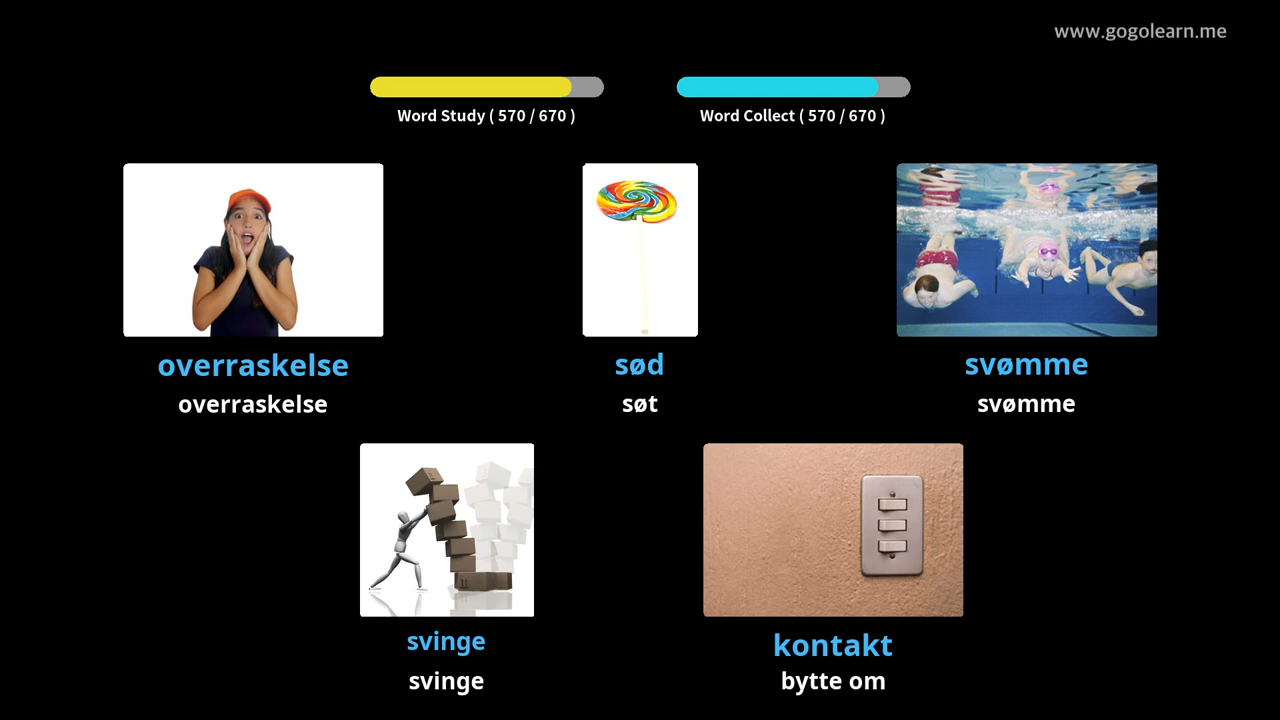 www.gogolearn.me
Word Study ( 570 / 670 )
Word Collect ( 570 / 670 )
overraskelse
overraskelse
sød
søt
svømme
svømme
svinge
svinge
kontakt
bytte om